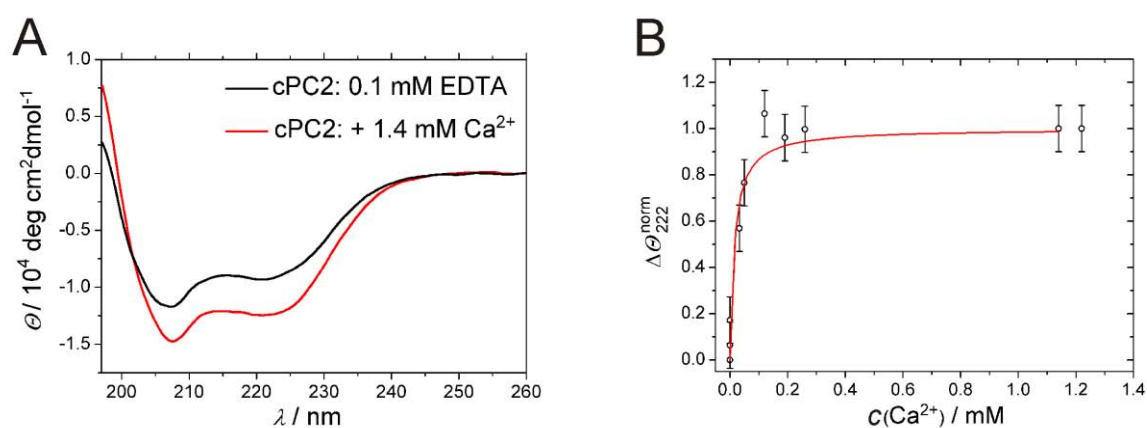 A
cPC2: 0.1 mM EDTA
cPC2: + 1.4 mM Ca²⁺
Θ / 10⁴ deg cm²dmol⁻¹
1.0
0.5
0.0
-0.5
-1.0
-1.5
200 210 220 230 240 250 260
λ / nm
B
ΔΘ₂₂₂ⁿᵒʳᵐ
1.2
1.0
0.8
0.6
0.4
0.2
0.0
0.0 0.2 0.4 0.6 0.8 1.0 1.2 1.4
c(Ca²⁺) / mM